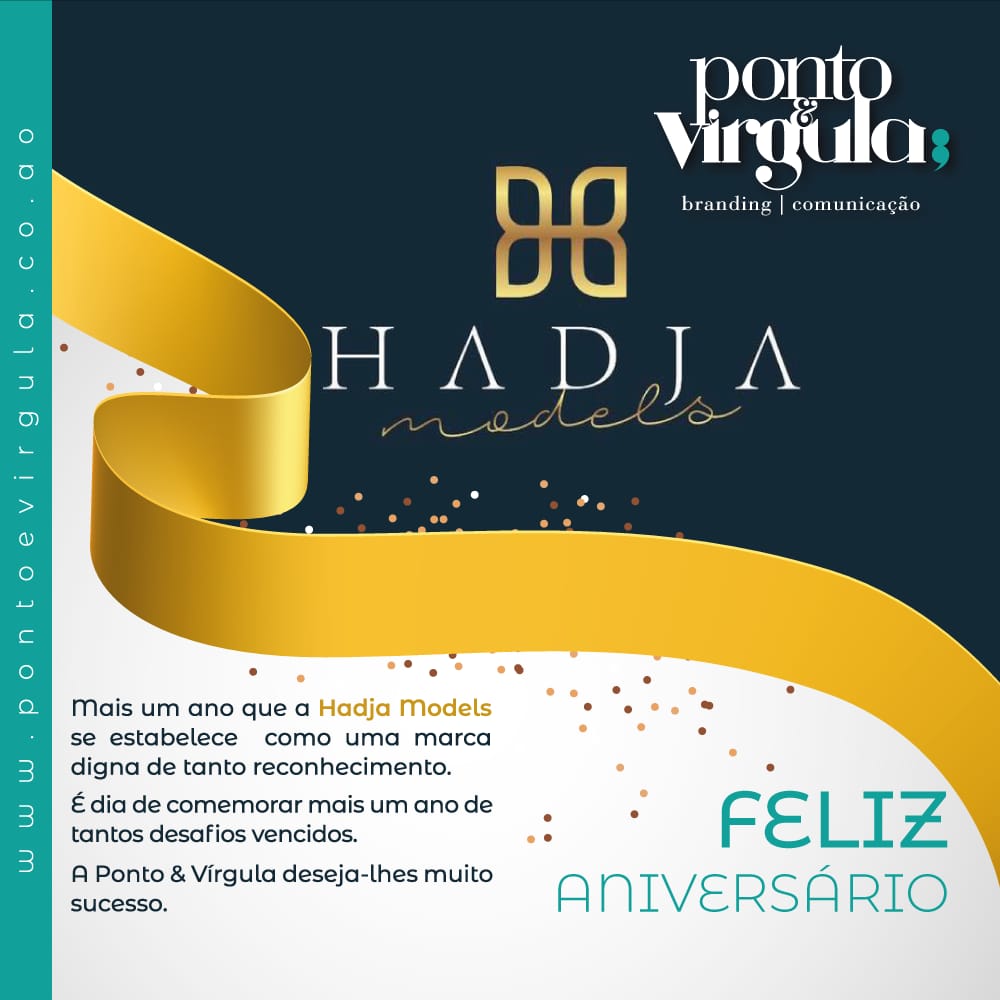 www.pontoevirgula.co.ao
ponto
&
Virgula;
branding | comunicação
HADJA
models
Mais um ano que a Hadja Models
se estabelece como uma marca
digna de tanto reconhecimento.
É dia de comemorar mais um ano de
tantos desafios vencidos.
A Ponto & Vírgula deseja-lhes muito
sucesso.
FELIZ
ANIVERSÁRIO